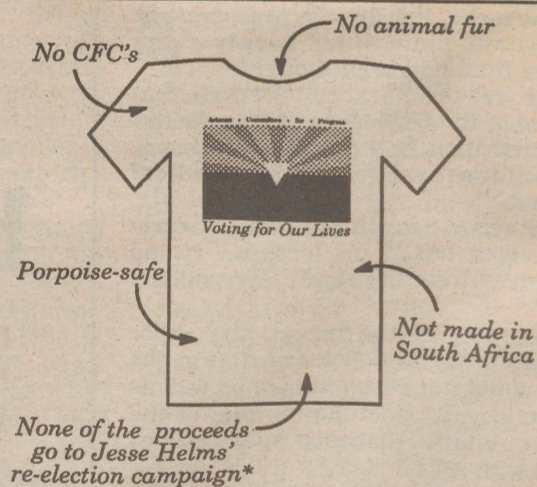 No animal fur
No CFC's
Arizona • Committee • for • Progress
Voting for Our Lives
Porpoise-safe
Not made in
South Africa
None of the proceeds
go to Jesse Helms'
re-election campaign*